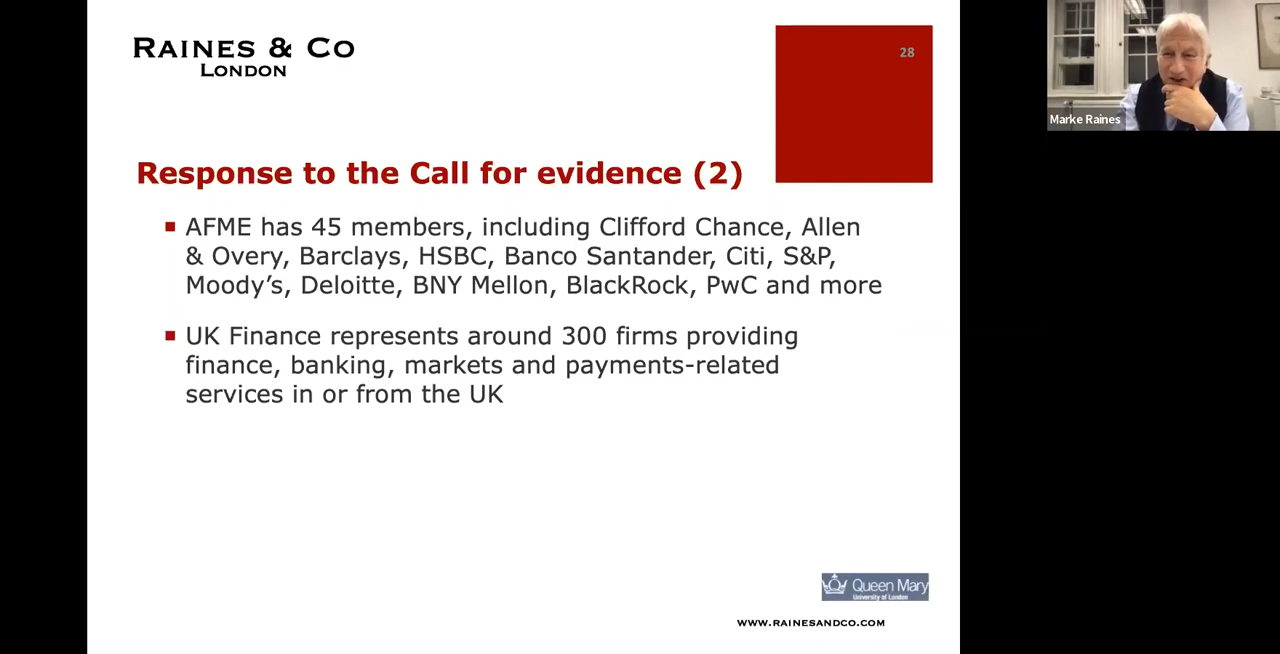 RAINES & CO
LONDON
28
Marke Raines
Response to the Call for evidence (2)
AFME has 45 members, including Clifford Chance, Allen
& Overy, Barclays, HSBC, Banco Santander, Citi, S&P,
Moody’s, Deloitte, BNY Mellon, BlackRock, PwC and more
UK Finance represents around 300 firms providing
finance, banking, markets and payments-related
services in or from the UK
Queen Mary
University of London
WWW.RAINESANDCO.COM